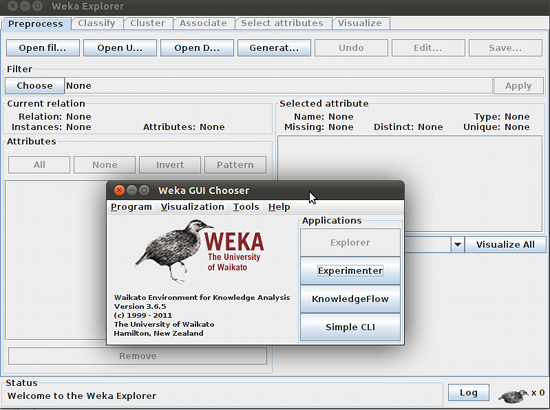 Weka Explorer
Preprocess Classify Cluster Associate Select attributes Visualize
Open fil... Open U... Open D... Generat... Undo Edit... Save...
Filter
Choose None Apply
Current relation
Relation: None
Instances: None Attributes: None
Selected attribute
Name: None Type: None
Missing: None Distinct: None Unique: None
Attributes
All None Invert Pattern
Visualize All
Remove
Weka GUI Chooser
Program Visualization Tools Help
WEKA
The University
of Waikato
Waikato Environment for Knowledge Analysis
Version 3.6.5
(c) 1999 - 2011
The University of Waikato
Hamilton, New Zealand
Applications
Explorer
Experimenter
KnowledgeFlow
Simple CLI
Status
Welcome to the Weka Explorer
Log x 0